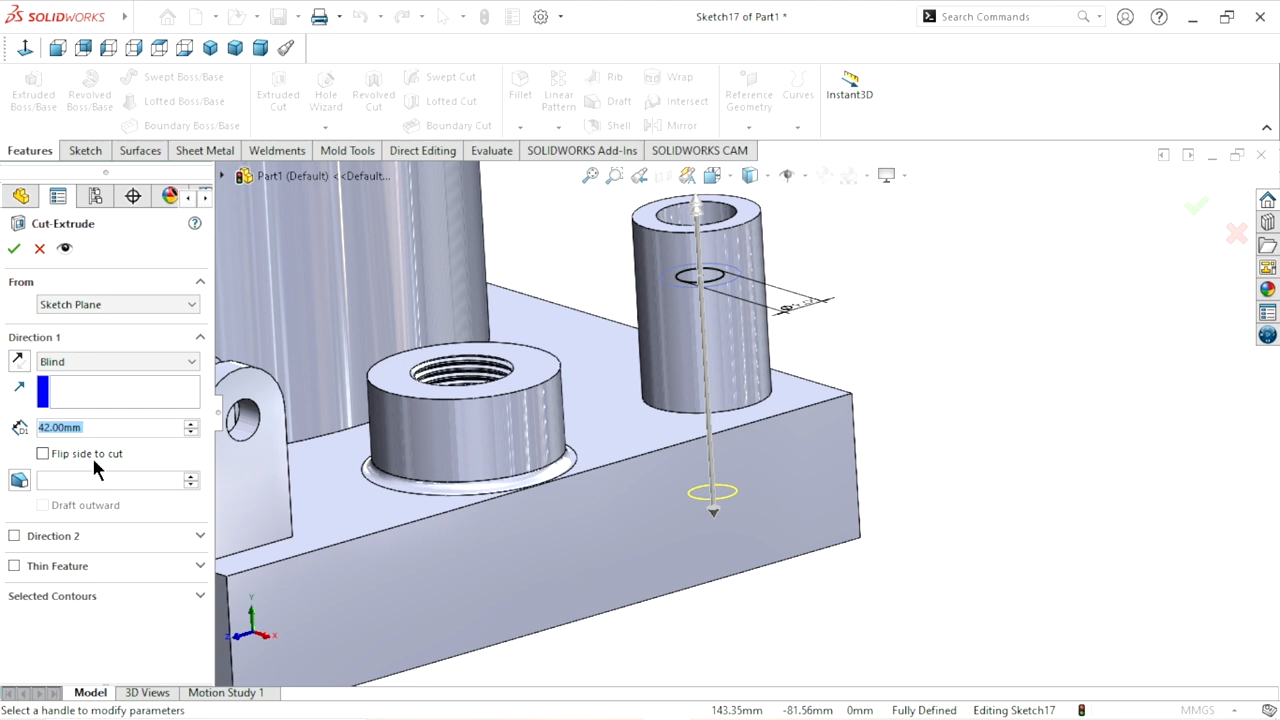 SOLIDWORKS
Sketch17 of Part1 *
Search Commands
Extruded Boss/Base
Revolved Boss/Base
Swept Boss/Base
Lofted Boss/Base
Boundary Boss/Base
Extruded Cut
Hole Wizard
Revolved Cut
Swept Cut
Lofted Cut
Boundary Cut
Fillet
Linear Pattern
Rib
Draft
Shell
Wrap
Intersect
Mirror
Reference Geometry
Curves
Instant3D
Features Sketch Surfaces Sheet Metal Weldments Mold Tools Direct Editing Evaluate SOLIDWORKS Add-Ins SOLIDWORKS CAM
Part1 (Default) <<Default...
Cut-Extrude
From
Sketch Plane
Direction 1
Blind
42.00mm
Flip side to cut
Draft outward
Direction 2
Thin Feature
Selected Contours
Y
Z
X
Model 3D Views Motion Study 1
Select a handle to modify parameters
143.35mm -81.56mm 0mm Fully Defined Editing Sketch17 MMGS